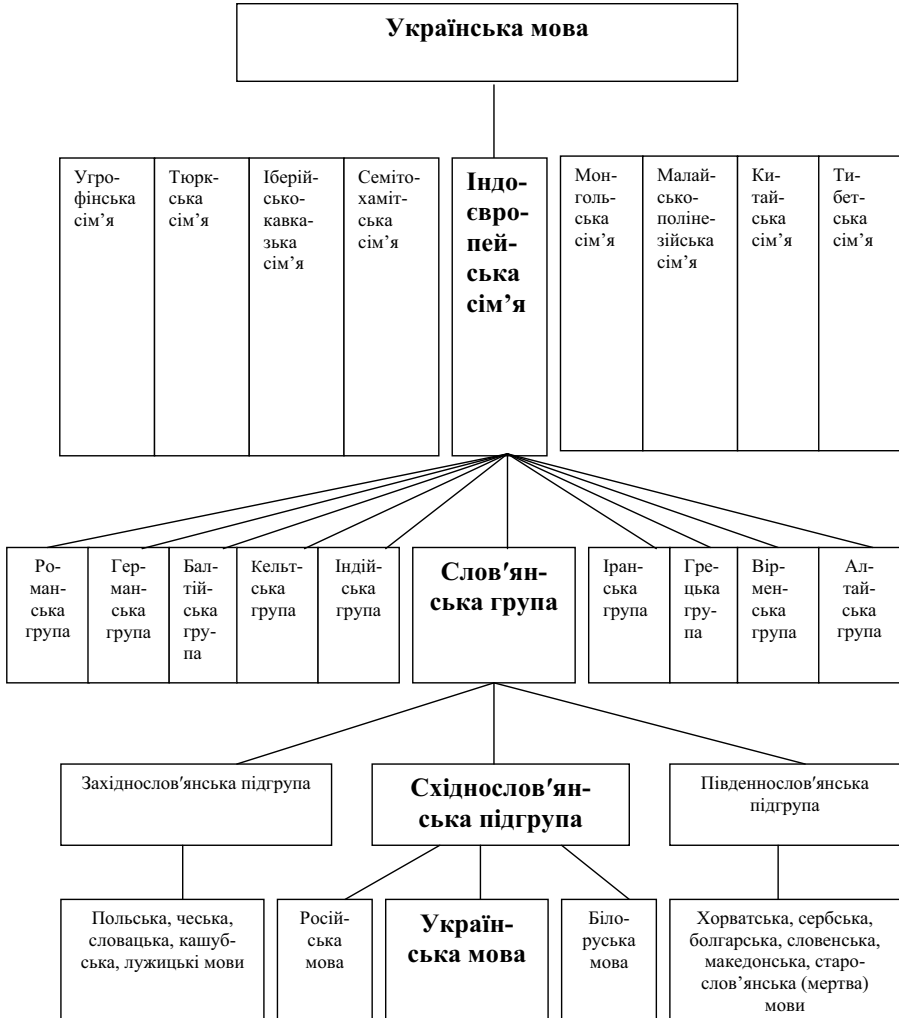 Українська мова
Угро-
фінська
сім’я
Тюрк-
ська
сім’я
Іберій-
сько-
кавка-
зька
сім’я
Семіто-
хаміт-
ська
сім’я
Індо-
євро-
пей-
ська
сім’я
Мон-
голь-
ська
сім’я
Малай-
сько-
поліне-
зійська
сім’я
Ки-
тай-
ська
сім’я
Ти-
бет-
ська
сім’я
Ро-
ман-
ська
група
Гер-
ман-
ська
група
Бал-
тій-
ська
гру-
па
Кельт-
ська
група
Індій-
ська
група
Слов'ян-
ська група
Іран-
ська
група
Гре-
цька
гру-
па
Вір-
мен-
ська
група
Ал-
тай-
ська
група
Західнослов'янська підгрупа
Східнослов'ян-
ська підгрупа
Південнослов'янська
підгрупа
Польська, чеська,
словацька, кашуб-
ська, лужицькі мови
Росій-
ська
мова
Україн-
ська мова
Біло-
руська
мова
Хорватська, сербська,
болгарська, словенська,
македонська, старо-
слов’янська (мертва)
мови